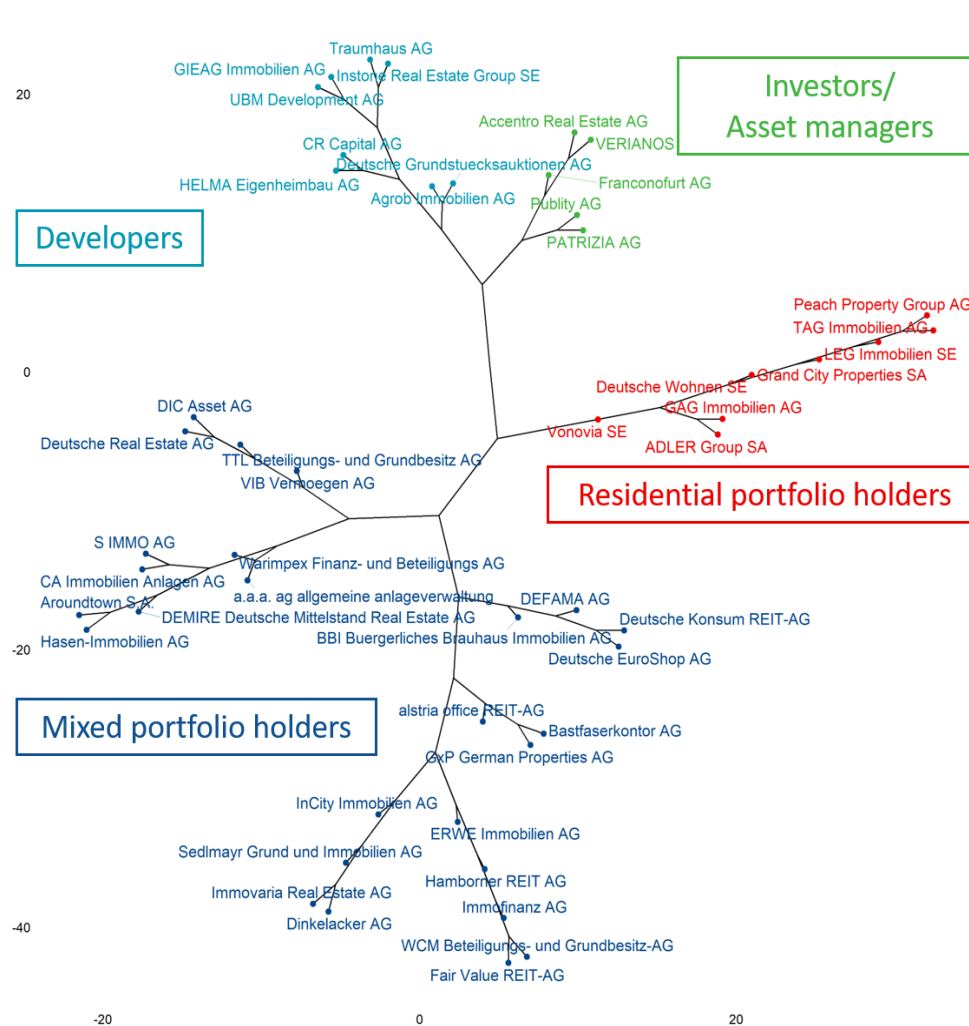 Traumhaus AG
20
GIEAG Immobilien AG
Instone Real Estate Group SE
Investors/
Asset managers
UBM Development AG
Accentro Real Estate AG
CR Capital AG
VERIANOS
Deutsche Grundstuecksauktionen AG
HELMA Eigenheimbau AG
Franconofurt AG
Agrob Immobilien AG
Publity AG
Developers
PATRIZIA AG
Peach Property Group AG
TAG Immobilien AG
LEG Immobilien SE
0
Grand City Properties SA
Deutsche Wohnen SE
DIC Asset AG
GAG Immobilien AG
Vonovia SE
Deutsche Real Estate AG
ADLER Group SA
TTL Beteiligungs- und Grundbesitz AG
VIB Vermoegen AG
Residential portfolio holders
S IMMO AG
Warimpex Finanz- und Beteiligungs AG
CA Immobilien Anlagen AG
a.a.a. ag allgemeine anlageverwaltung
Aroundtown S.A.
DEFAMA AG
DEMIRE Deutsche Mittelstand Real Estate AG
Deutsche Konsum REIT-AG
Hasen-Immobilien AG
BBI Buergerliches Brauhaus Immobilien AG
-20
Deutsche EuroShop AG
Mixed portfolio holders
alstria office REIT-AG
Bastfaserkontor AG
GxP German Properties AG
InCity Immobilien AG
ERWE Immobilien AG
Sedlmayr Grund und Immobilien AG
Hamborner REIT AG
Immovaria Real Estate AG
Immofinanz AG
Dinkelacker AG
-40
WCM Beteiligungs- und Grundbesitz-AG
Fair Value REIT-AG
-20
0
20